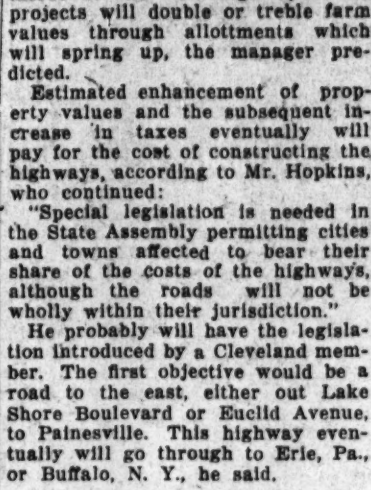 projects will double or treble farm
values through allottments which
will spring up, the manager pre-
dicted.
Estimated enhancement of prop-
erty values and the subsequent in-
crease in taxes eventually will
pay for the cost of constructing the
highways, according to Mr. Hopkins,
who continued:
"Special legislation is needed in
the State Assembly permitting cities
and towns affected to bear their
share of the costs of the highways,
although the roads will not be
wholly within their jurisdiction."
He probably will have the legisla-
tion introduced by a Cleveland mem-
ber. The first objective would be a
road to the east, either out Lake
Shore Boulevard or Euclid Avenue,
to Painesville. This highway even-
tually will go through to Erie, Pa.,
or Buffalo, N. Y., he said.